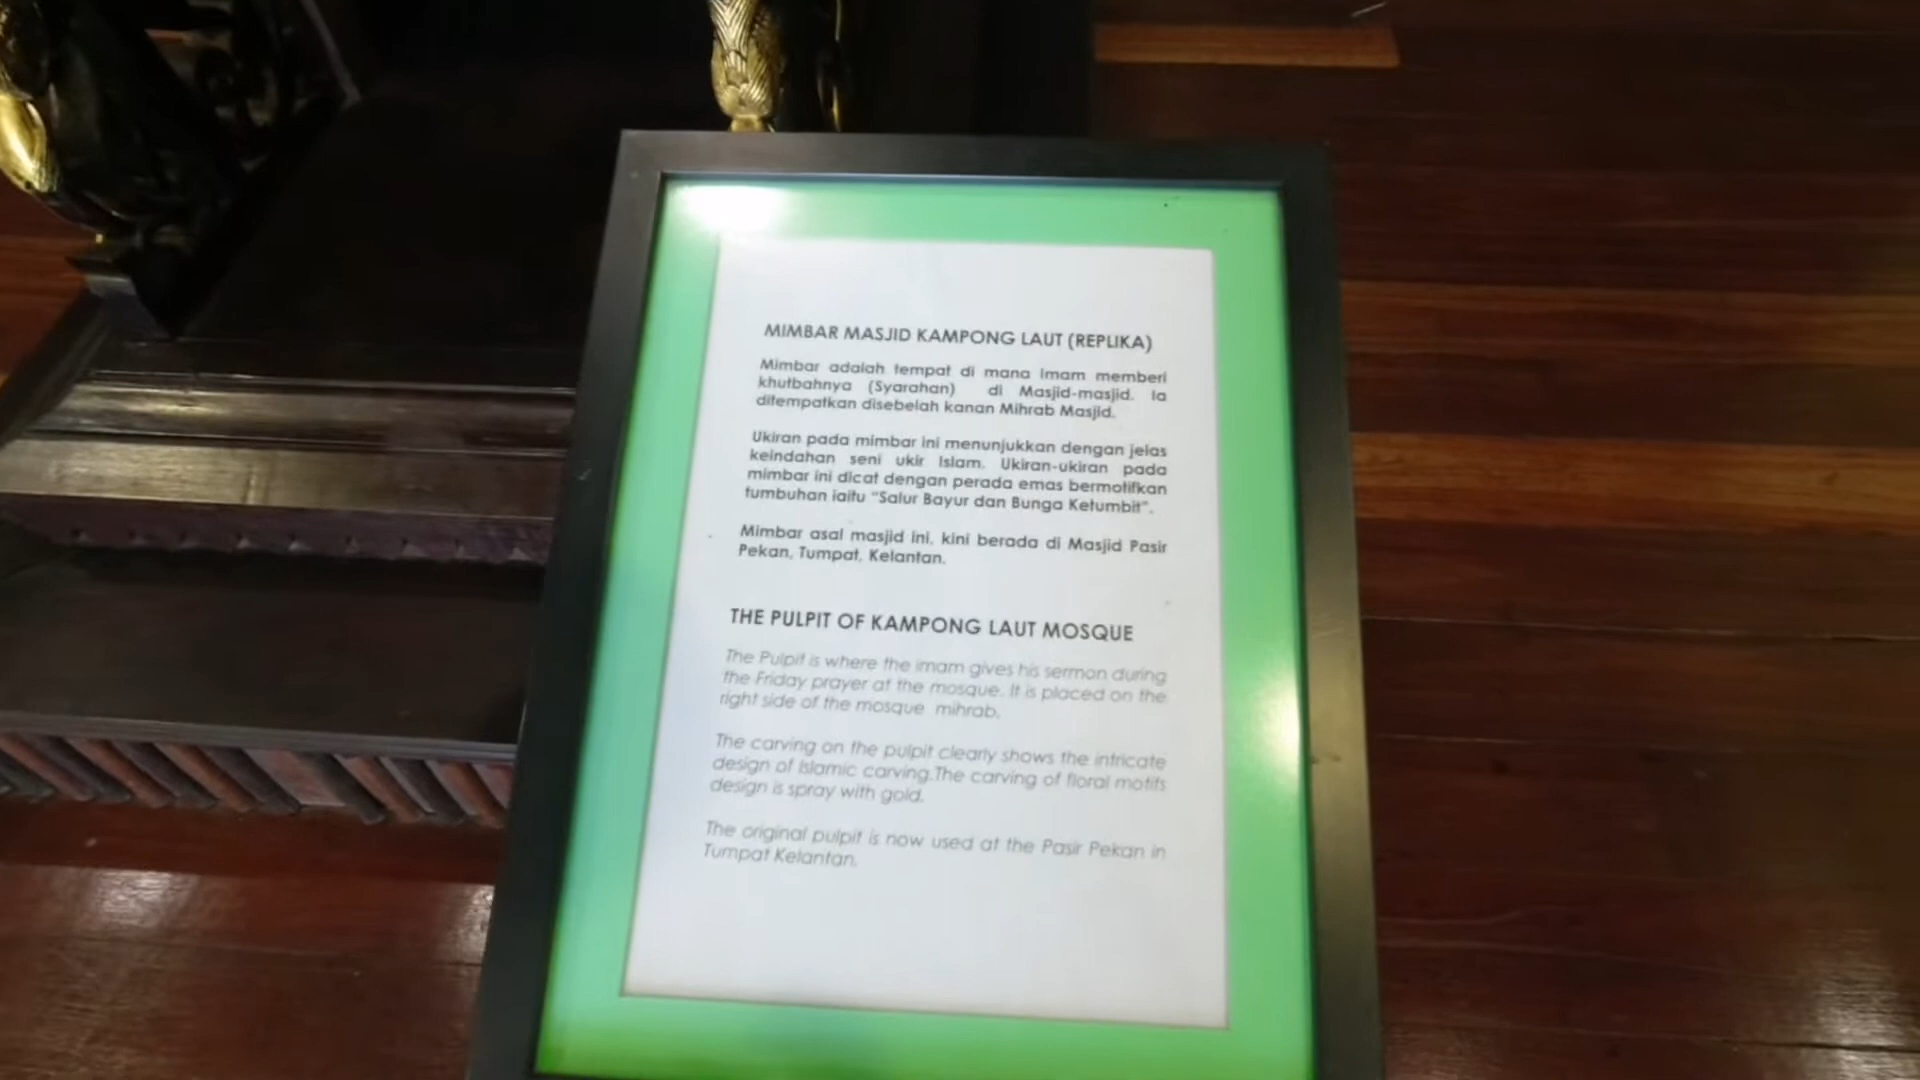 MIMBAR MASJID KAMPONG LAUT (REPLIKA)
Mimbar adalah tempat di mana imam memberi
khutbahnya (Syarahan) di Masjid-masjid. Ia
ditempatkan disebelah kanan Mihrab Masjid.
Ukiran pada mimbar ini menunjukkan dengan jelas
keindahan seni ukir Islam. Ukiran-ukiran pada
mimbar ini dicat dengan perada emas bermotifkan
tumbuhan iaitu “Salur Bayur dan Bunga Ketumbit”.
Mimbar asal masjid ini, kini berada di Masjid Pasir
Pekan, Tumpat, Kelantan.
THE PULPIT OF KAMPONG LAUT MOSQUE
The Pulpit is where the imam gives his sermon during
the Friday prayer at the mosque. It is placed on the
right side of the mosque mihrab.
The carving on the pulpit clearly shows the intricate
design of Islamic carving.The carving of floral motifs
design is spray with gold.
The original pulpit is now used at the Pasir Pekan in
Tumpat Kelantan.